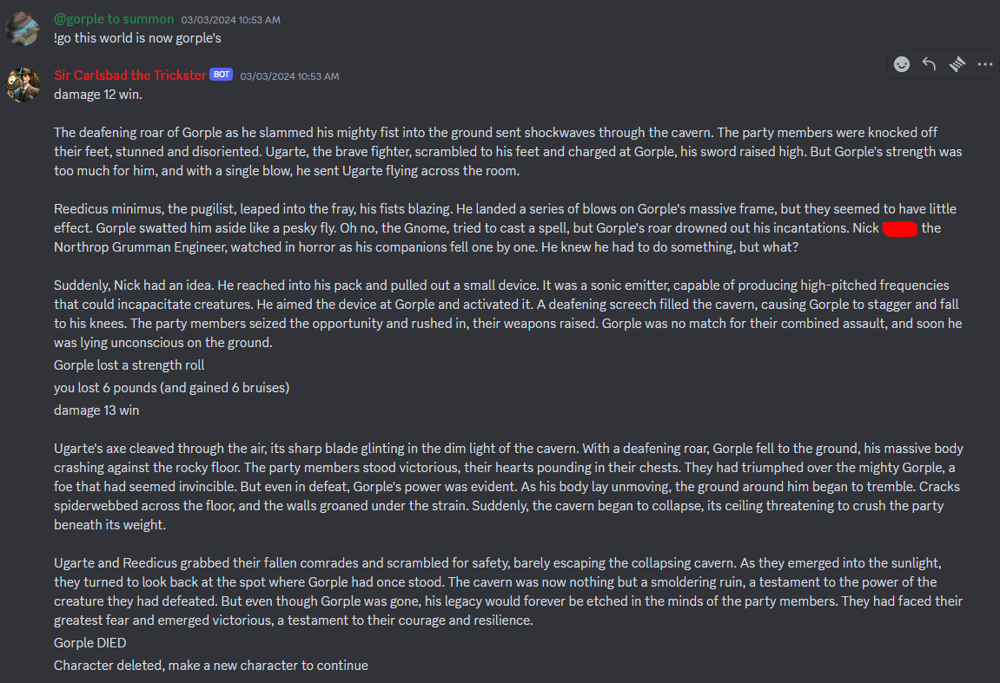 @gorple to summon 03/03/2024 10:53 AM
!go this world is now gorple's
Sir Carlsbad the Trickster BOT 03/03/2024 10:53 AM
damage 12 win.
The deafening roar of Gorple as he slammed his mighty fist into the ground sent shockwaves through the cavern. The party members were knocked off
their feet, stunned and disoriented. Ugarte, the brave fighter, scrambled to his feet and charged at Gorple, his sword raised high. But Gorple's strength was
too much for him, and with a single blow, he sent Ugarte flying across the room.
Reedicus minimus, the pugilist, leaped into the fray, his fists blazing. He landed a series of blows on Gorple's massive frame, but they seemed to have little
effect. Gorple swatted him aside like a pesky fly. Oh no, the Gnome, tried to cast a spell, but Gorple's roar drowned out his incantations. Nick the
Northrop Grumman Engineer, watched in horror as his companions fell one by one. He knew he had to do something, but what?
Suddenly, Nick had an idea. He reached into his pack and pulled out a small device. It was a sonic emitter, capable of producing high-pitched frequencies
that could incapacitate creatures. He aimed the device at Gorple and activated it. A deafening screech filled the cavern, causing Gorple to stagger and fall
to his knees. The party members seized the opportunity and rushed in, their weapons raised. Gorple was no match for their combined assault, and soon he
was lying unconscious on the ground.
Gorple lost a strength roll
you lost 6 pounds (and gained 6 bruises)
damage 13 win
Ugarte's axe cleaved through the air, its sharp blade glinting in the dim light of the cavern. With a deafening roar, Gorple fell to the ground, his massive body
crashing against the rocky floor. The party members stood victorious, their hearts pounding in their chests. They had triumphed over the mighty Gorple, a
foe that had seemed invincible. But even in defeat, Gorple's power was evident. As his body lay unmoving, the ground around him began to tremble. Cracks
spiderwebbed across the floor, and the walls groaned under the strain. Suddenly, the cavern began to collapse, its ceiling threatening to crush the party
beneath its weight.
Ugarte and Reedicus grabbed their fallen comrades and scrambled for safety, barely escaping the collapsing cavern. As they emerged into the sunlight,
they turned to look back at the spot where Gorple had once stood. The cavern was now nothing but a smoldering ruin, a testament to the power of the
creature they had defeated. But even though Gorple was gone, his legacy would forever be etched in the minds of the party members. They had faced their
greatest fear and emerged victorious, a testament to their courage and resilience.
Gorple DIED
Character deleted, make a new character to continue